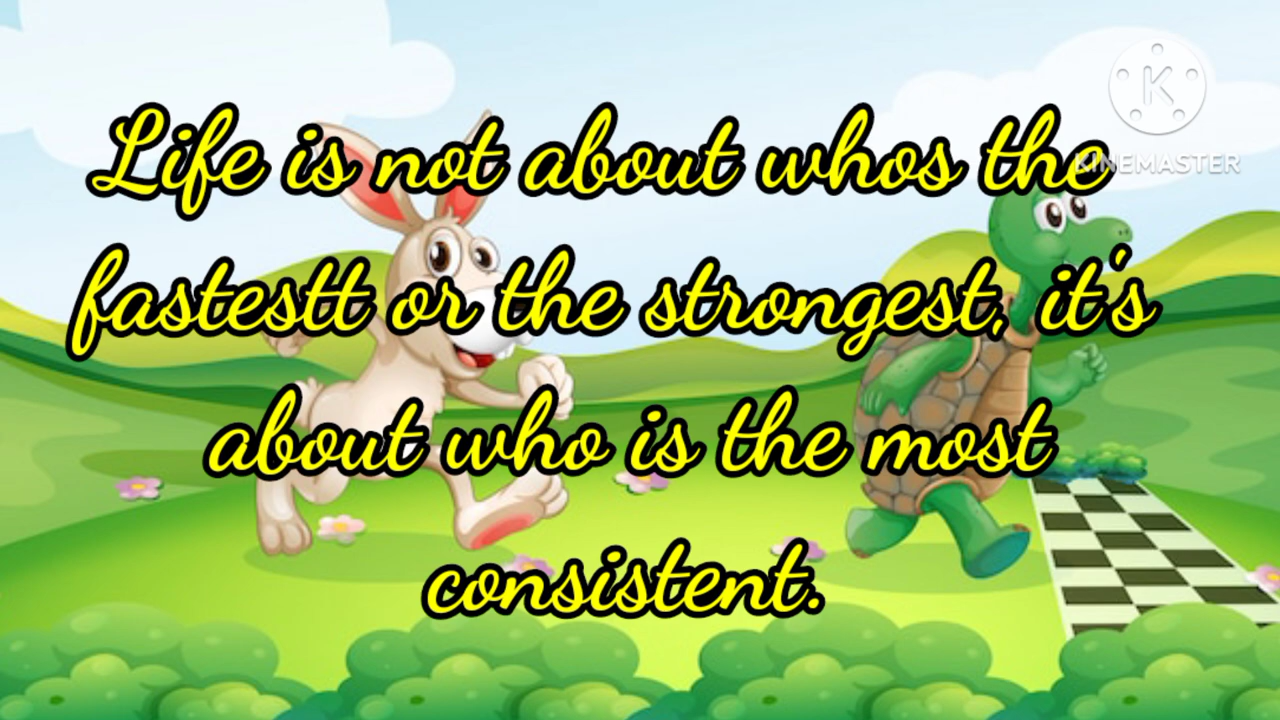 Life is not about whos the
KINEMASTER
fastestt or the strongest, it's
about who is the most
consistent.